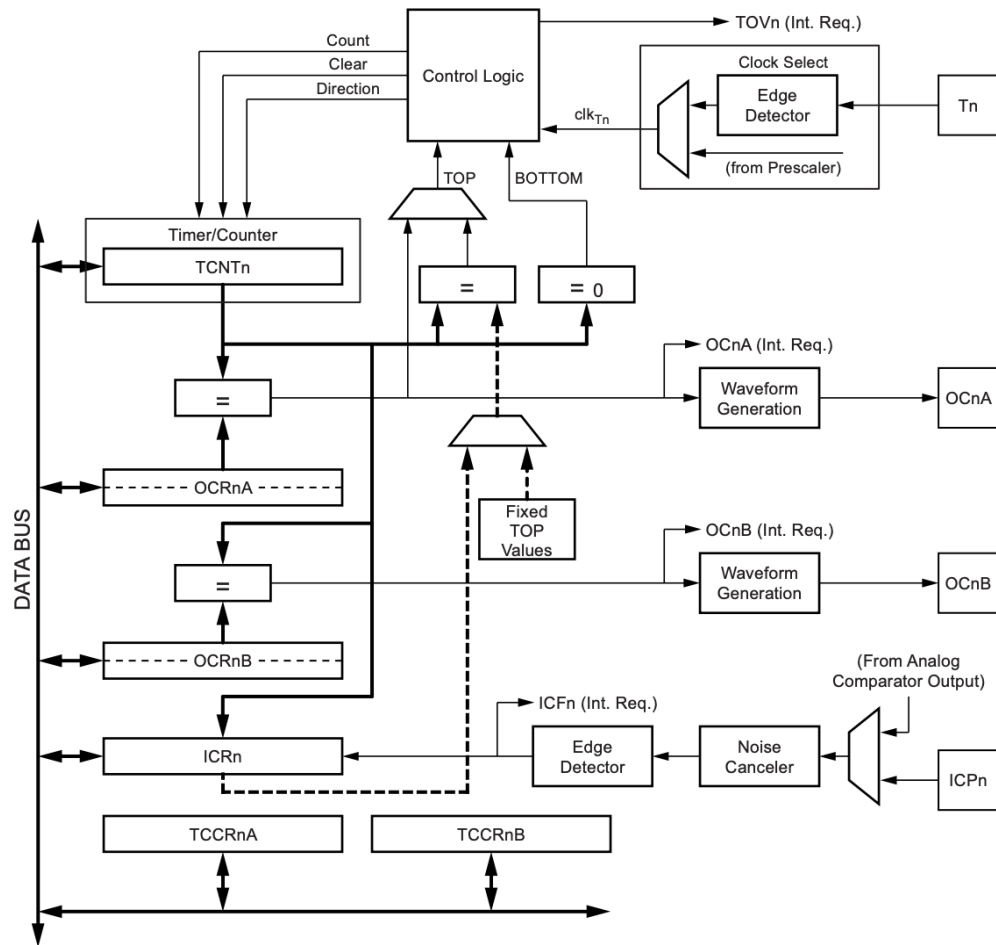 TOVn (Int. Req.)
Count
Clear
Direction
Control Logic
Clock Select
Edge
Detector
Tn
clkTn
(from Prescaler)
TOP
BOTTOM
Timer/Counter
TCNTn
=
= 0
OCnA (Int. Req.)
=
Waveform
Generation
OCnA
OCRnA
Fixed
TOP
Values
DATA BUS
OCnB (Int. Req.)
=
Waveform
Generation
OCnB
OCRnB
(From Analog
Comparator Output)
ICFn (Int. Req.)
ICRn
Edge
Detector
Noise
Canceler
ICPn
TCCRnA
TCCRnB